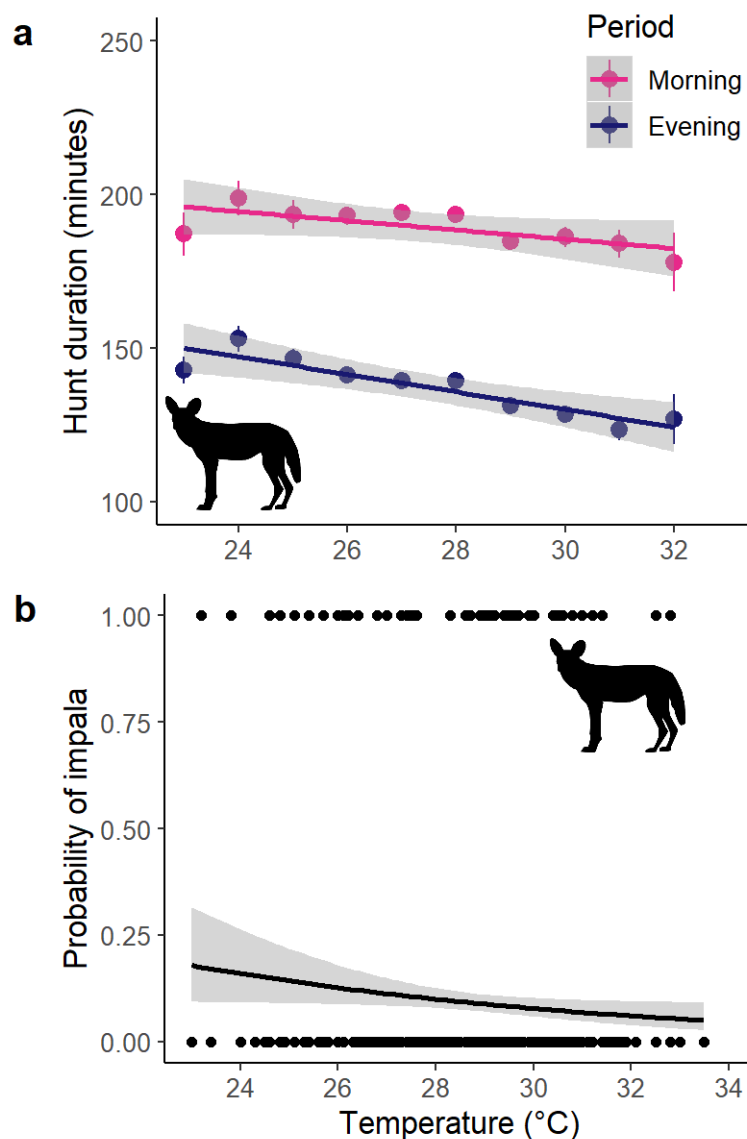 a
Period
Morning
Evening
Hunt duration (minutes)
250
200
150
100
24 26 28 30 32
b
Probability of impala
1.00
0.75
0.50
0.25
0.00
24 26 28 30 32 34
Temperature (°C)